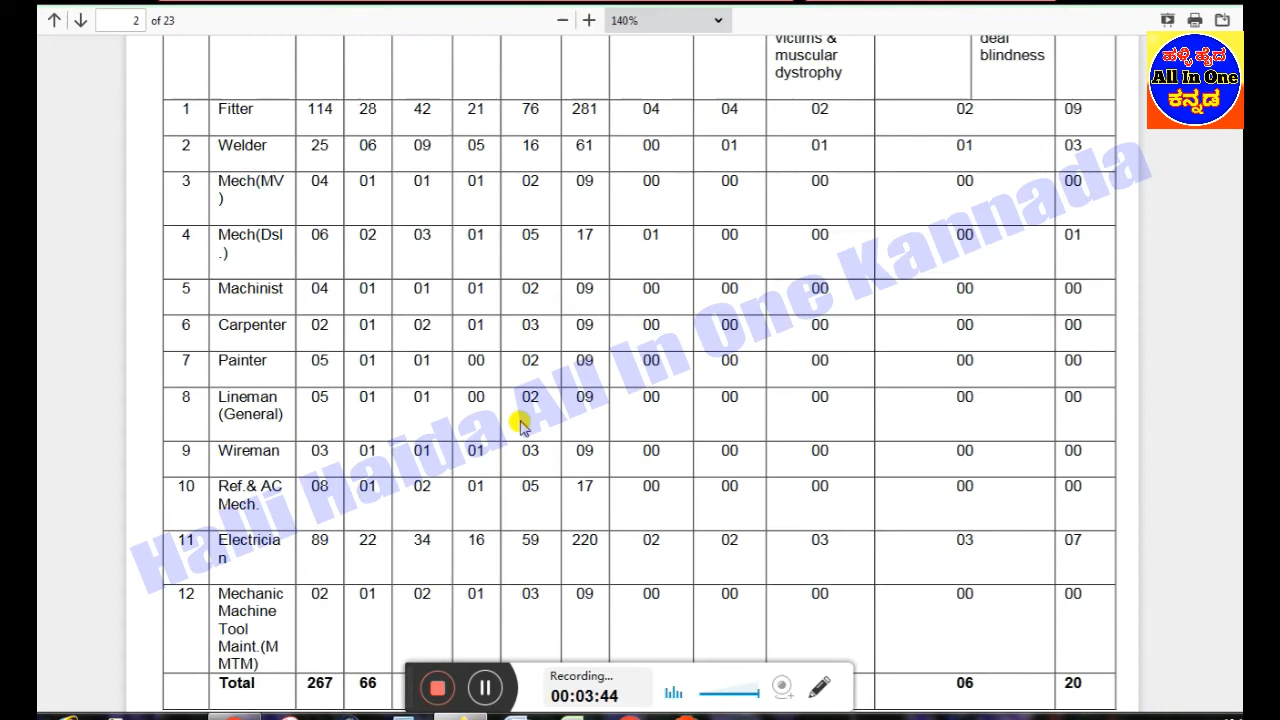 2 of 23 140%
victims & muscular dystrophy
deaf blindness
ಹಳ್ಳಿ ಹೈದ
All In One
ಕನ್ನಡ
1 Fitter 114 28 42 21 76 281 04 04 02 02 09
2 Welder 25 06 09 05 16 61 00 01 01 01 03
3 Mech(MV) 04 01 01 01 02 09 00 00 00 00 00
4 Mech(Dsl.) 06 02 03 01 05 17 01 00 00 00 01
5 Machinist 04 01 01 01 02 09 00 00 00 00 00
6 Carpenter 02 01 02 01 03 09 00 00 00 00 00
7 Painter 05 01 01 00 02 09 00 00 00 00 00
8 Lineman (General) 05 01 01 00 02 09 00 00 00 00 00
9 Wireman 03 01 01 01 03 09 00 00 00 00 00
10 Ref.& AC Mech. 08 01 02 01 05 17 00 00 00 00 00
11 Electrician 89 22 34 16 59 220 02 02 03 03 07
12 Mechanic Machine Tool Maint.(MMTM) 02 01 02 01 03 09 00 00 00 00 00
Total 267 66 06 20
Halli Haida All In One Kannada
Recording...
00:03:44